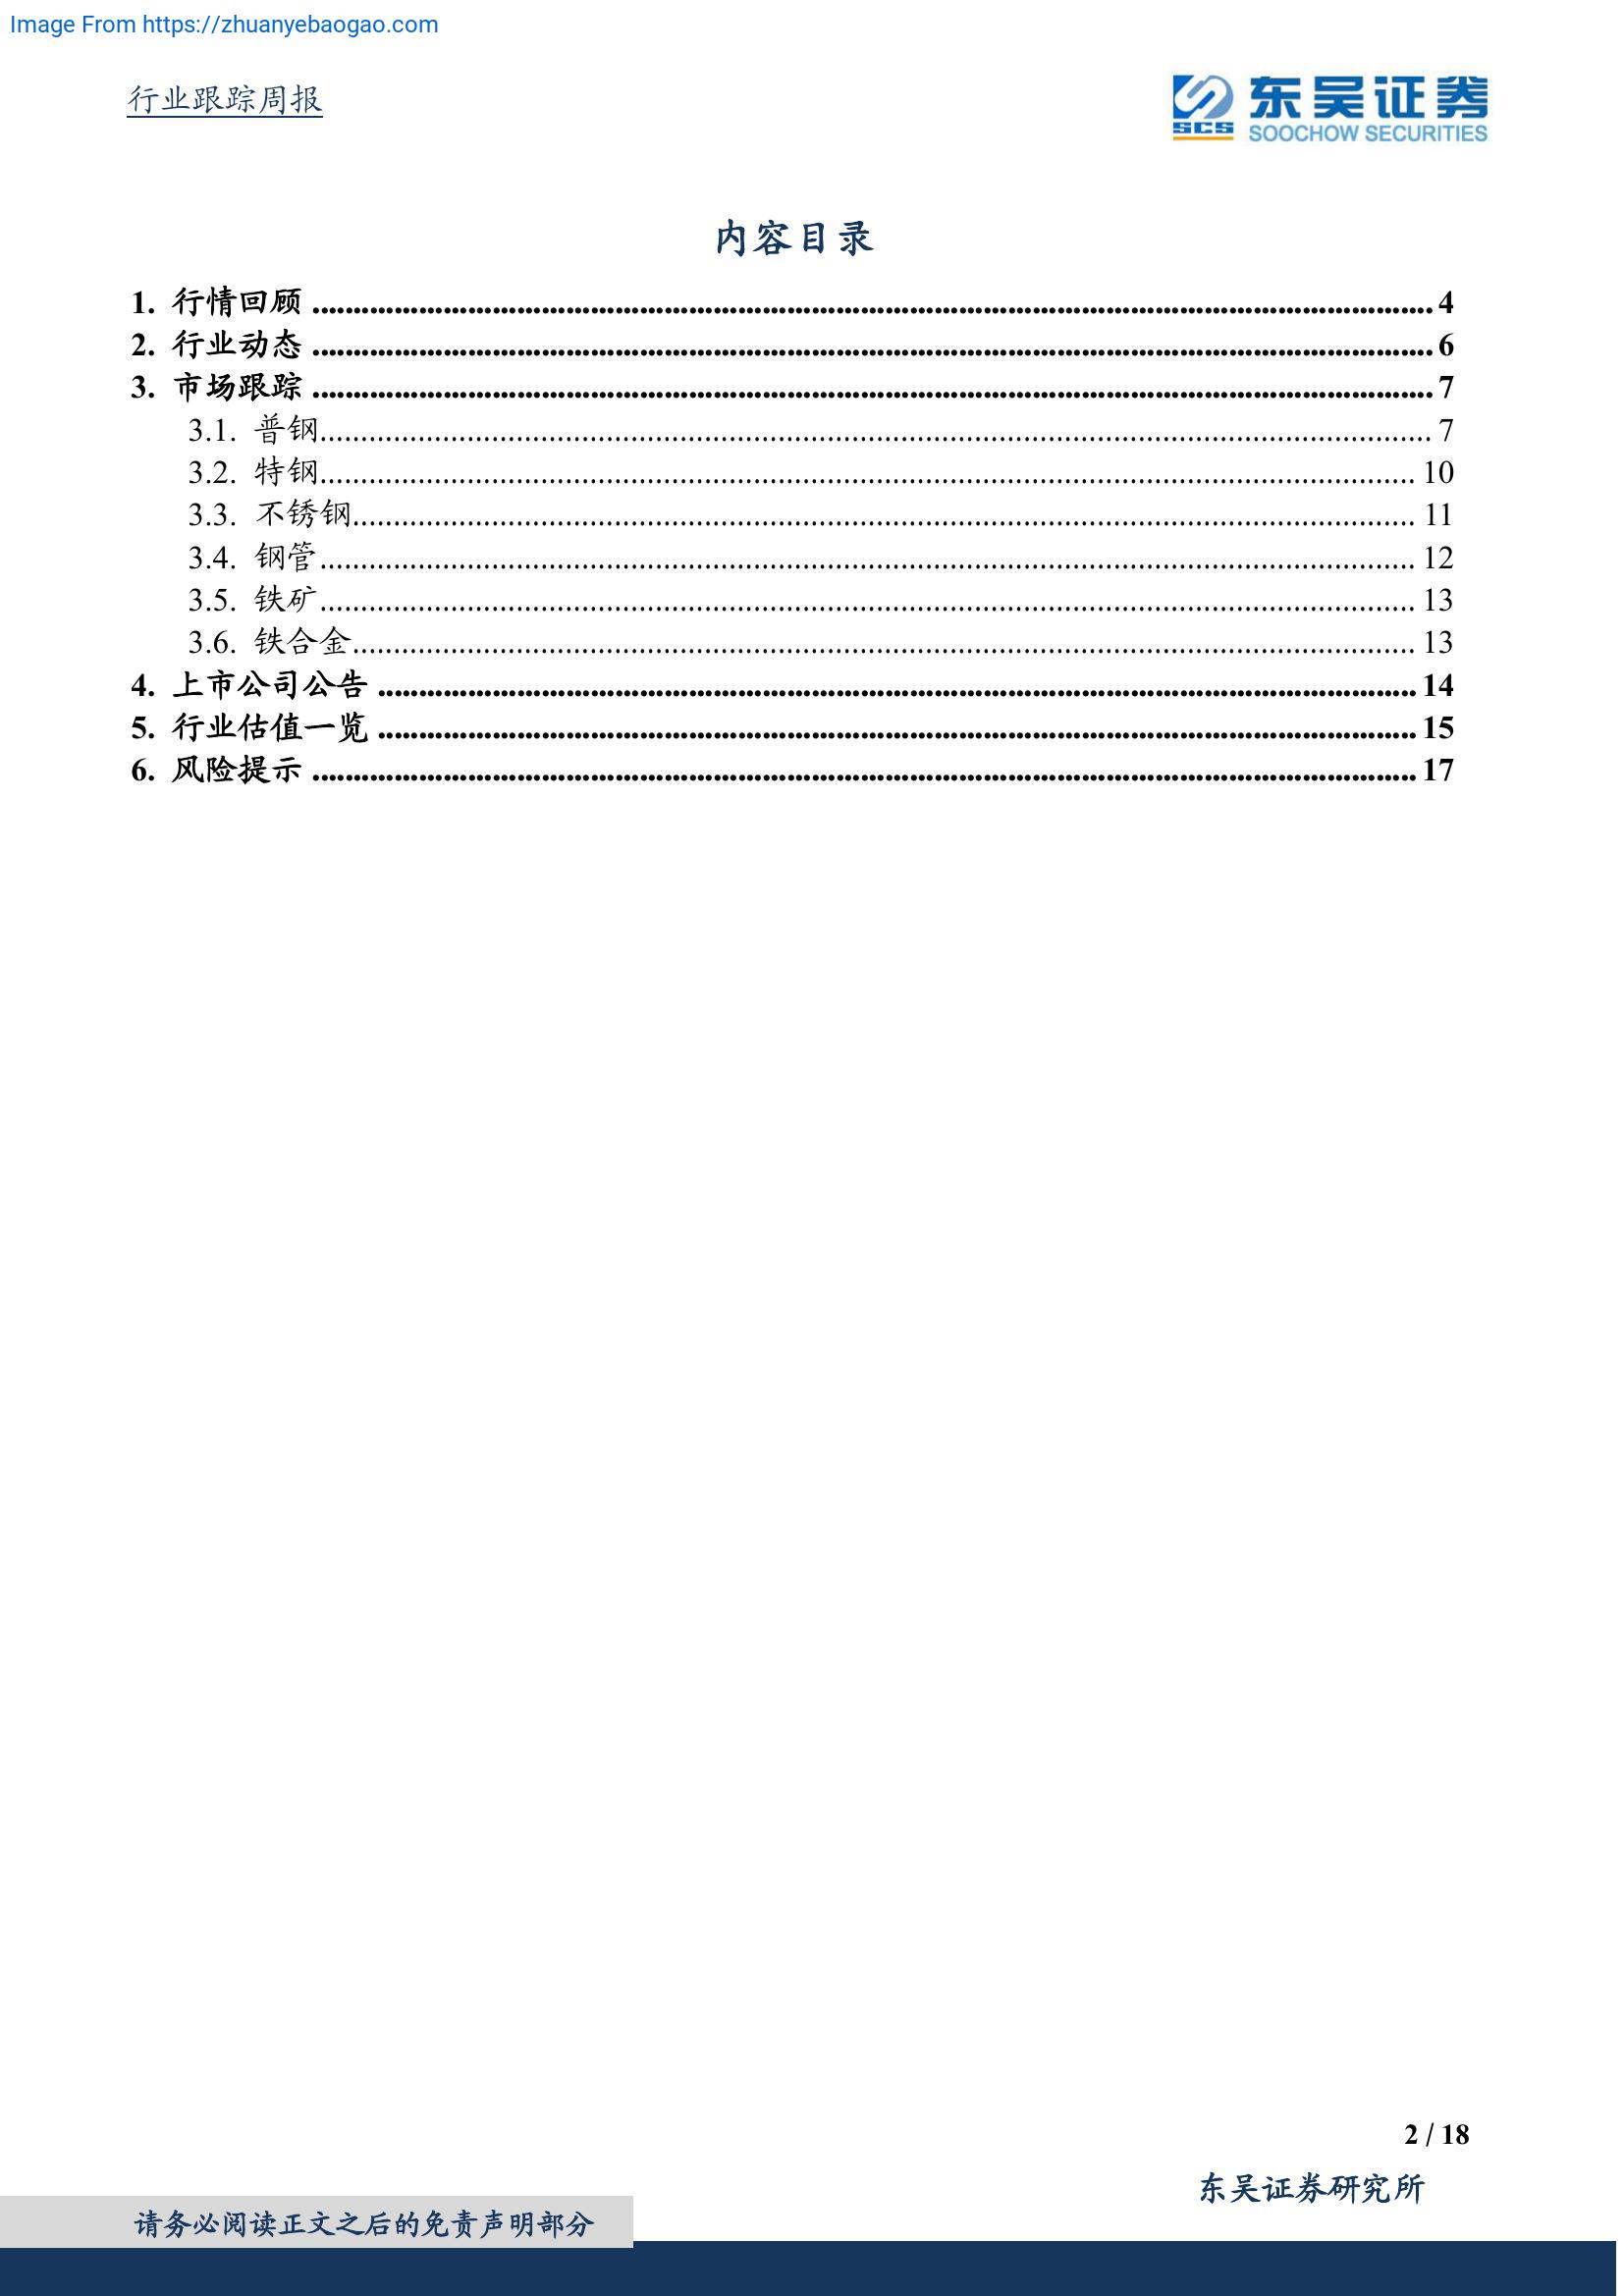 Image From https://zhuanyebaogao.com
行业跟踪周报
东吴证券
SCS
SOOCHOW SECURITIES
内容目录
1. 行情回顾 ........ 4
2. 行业动态 ........ 6
3. 市场跟踪 ........ 7
3.1. 普钢........ 7
3.2. 特钢........ 10
3.3. 不锈钢........ 11
3.4. 钢管........ 12
3.5. 铁矿........ 13
3.6. 铁合金........ 13
4. 上市公司公告 ........ 14
5. 行业估值一览 ........ 15
6. 风险提示 ........ 17
2 / 18
东吴证券研究所
请务必阅读正文之后的免责声明部分